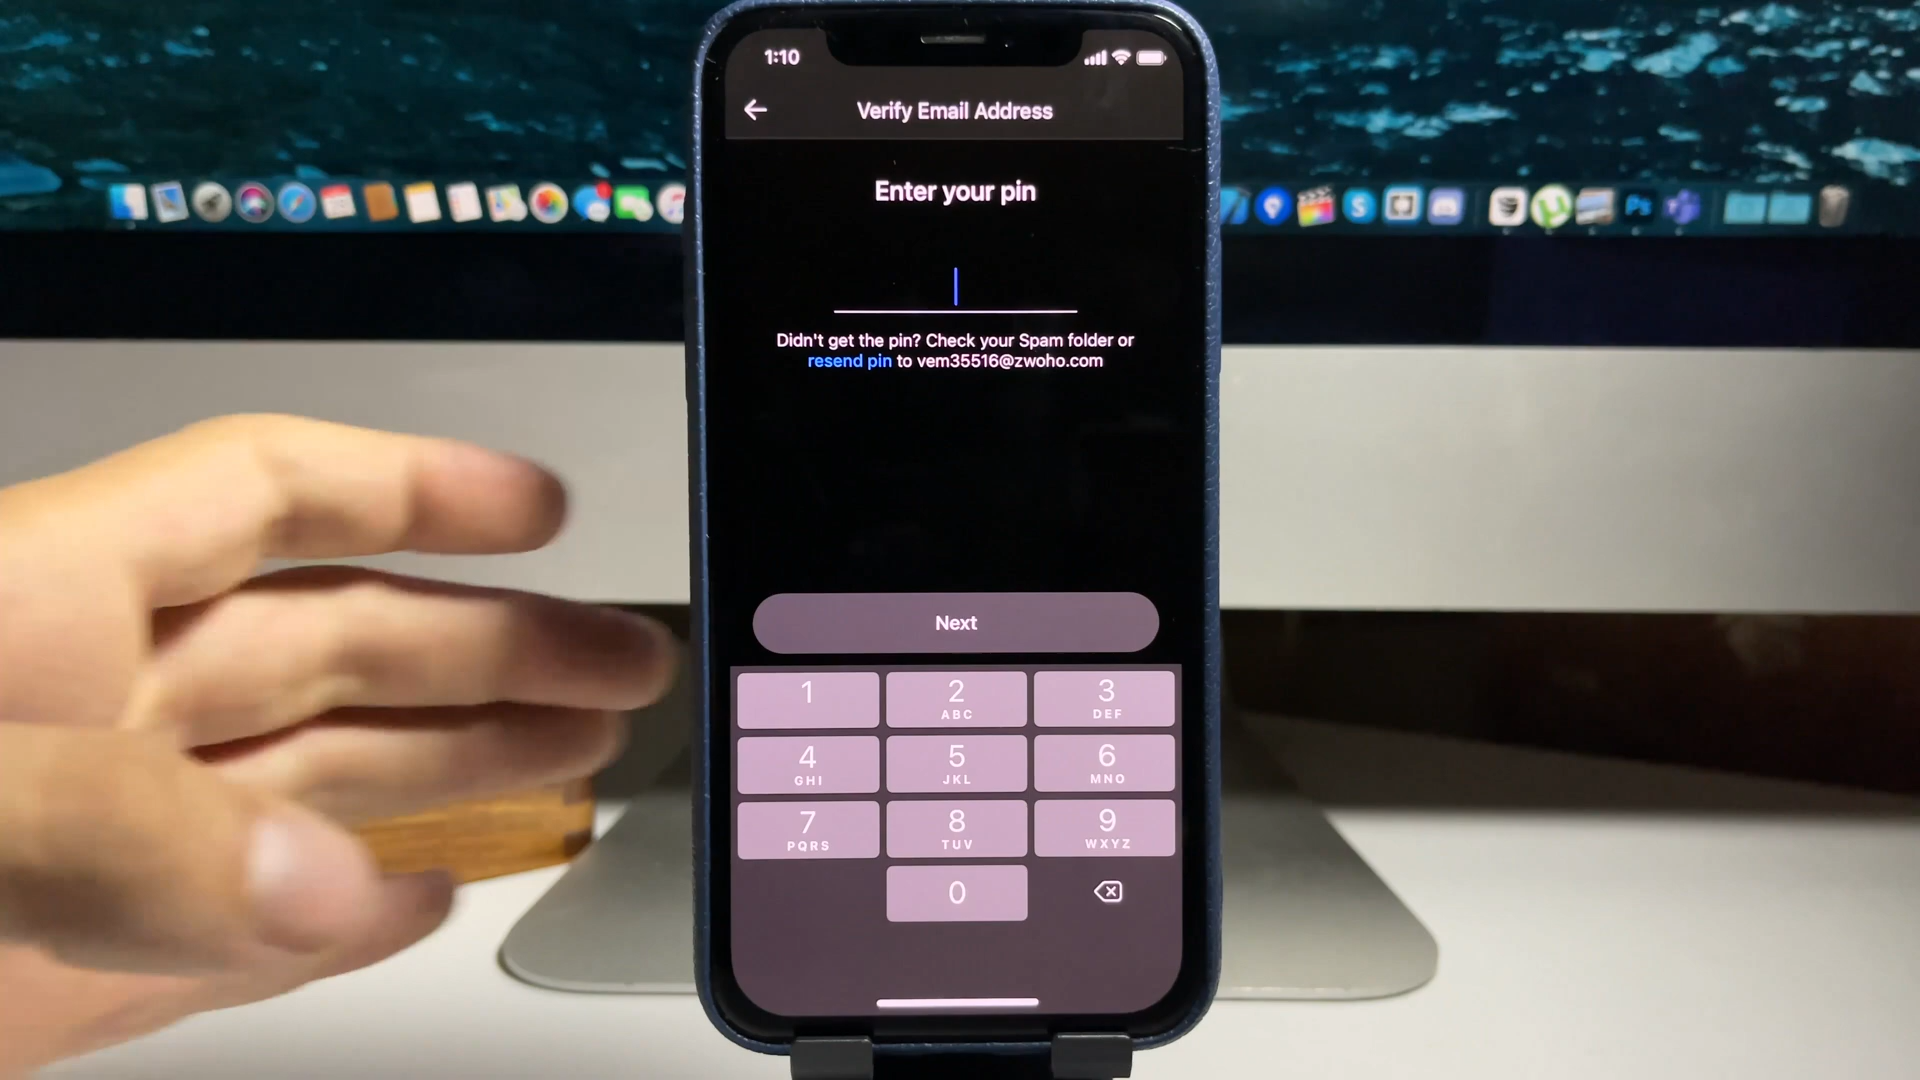 1:10
Verify Email Address
Enter your pin
Didn't get the pin? Check your Spam folder or
resend pin to vem35516@zwoho.com
Next
1
2
ABC
3
DEF
4
GHI
5
JKL
6
MNO
7
PQRS
8
TUV
9
WXYZ
0
S
Ps